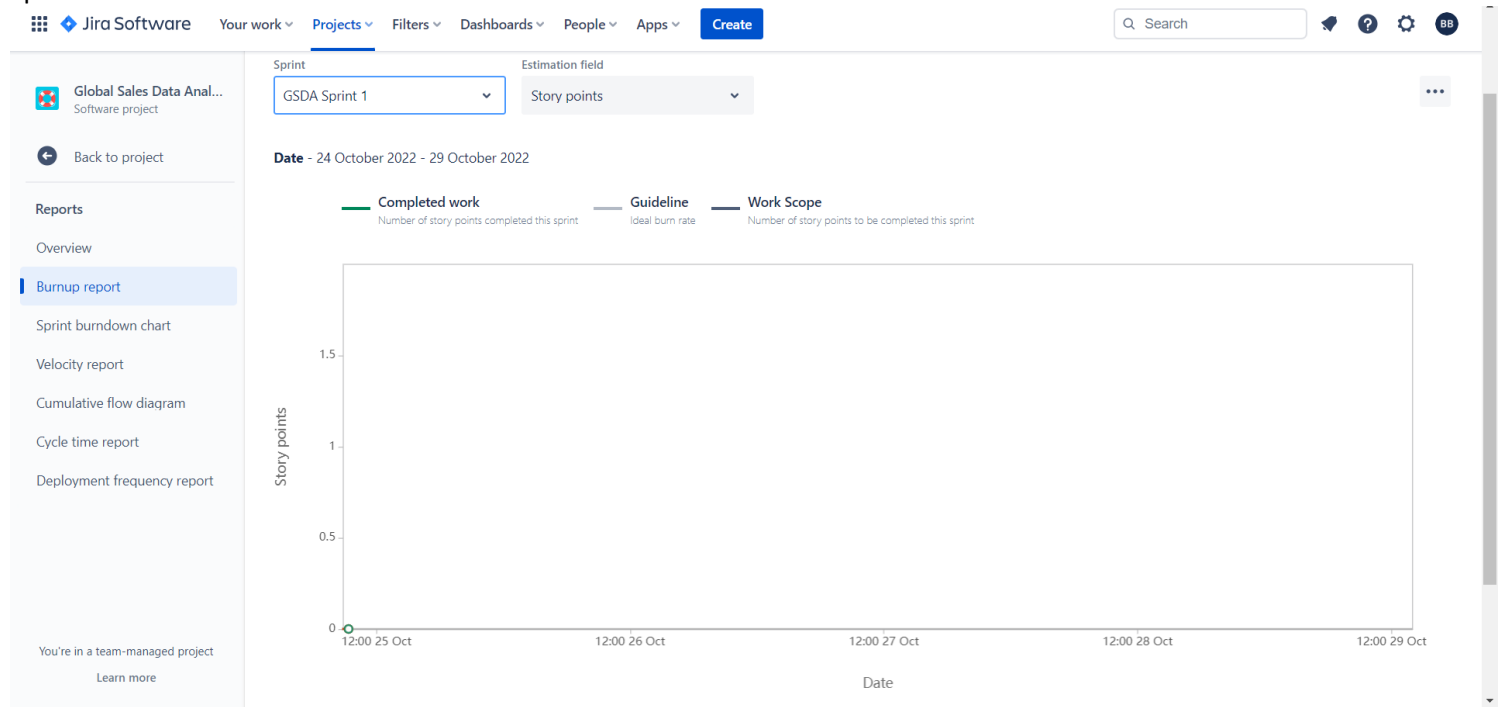 Jira Software Your work Projects Filters Dashboards People Apps Create Search BB
Global Sales Data Anal...
Software project
Back to project
Reports
Overview
Burnup report
Sprint burndown chart
Velocity report
Cumulative flow diagram
Cycle time report
Deployment frequency report
You're in a team-managed project
Learn more
Sprint Estimation field
GSDA Sprint 1 Story points
Date - 24 October 2022 - 29 October 2022
Completed work Guideline Work Scope
Number of story points completed this sprint Ideal burn rate Number of story points to be completed this sprint
Story points
1.5
1
0.5
0
12:00 25 Oct 12:00 26 Oct 12:00 27 Oct 12:00 28 Oct 12:00 29 Oct
Date